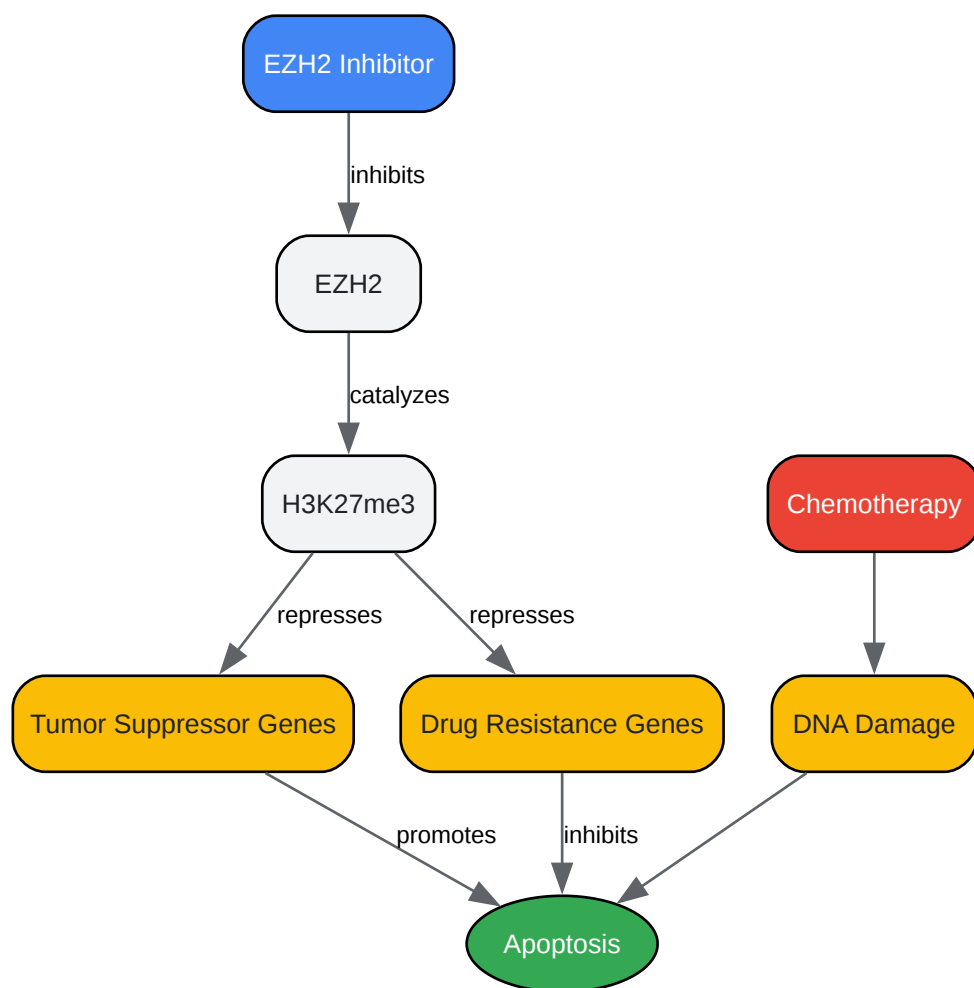 EZH2 Inhibitor
inhibits
EZH2
catalyzes
H3K27me3
Chemotherapy
represses
represses
Tumor Suppressor Genes
Drug Resistance Genes
DNA Damage
promotes
inhibits
Apoptosis